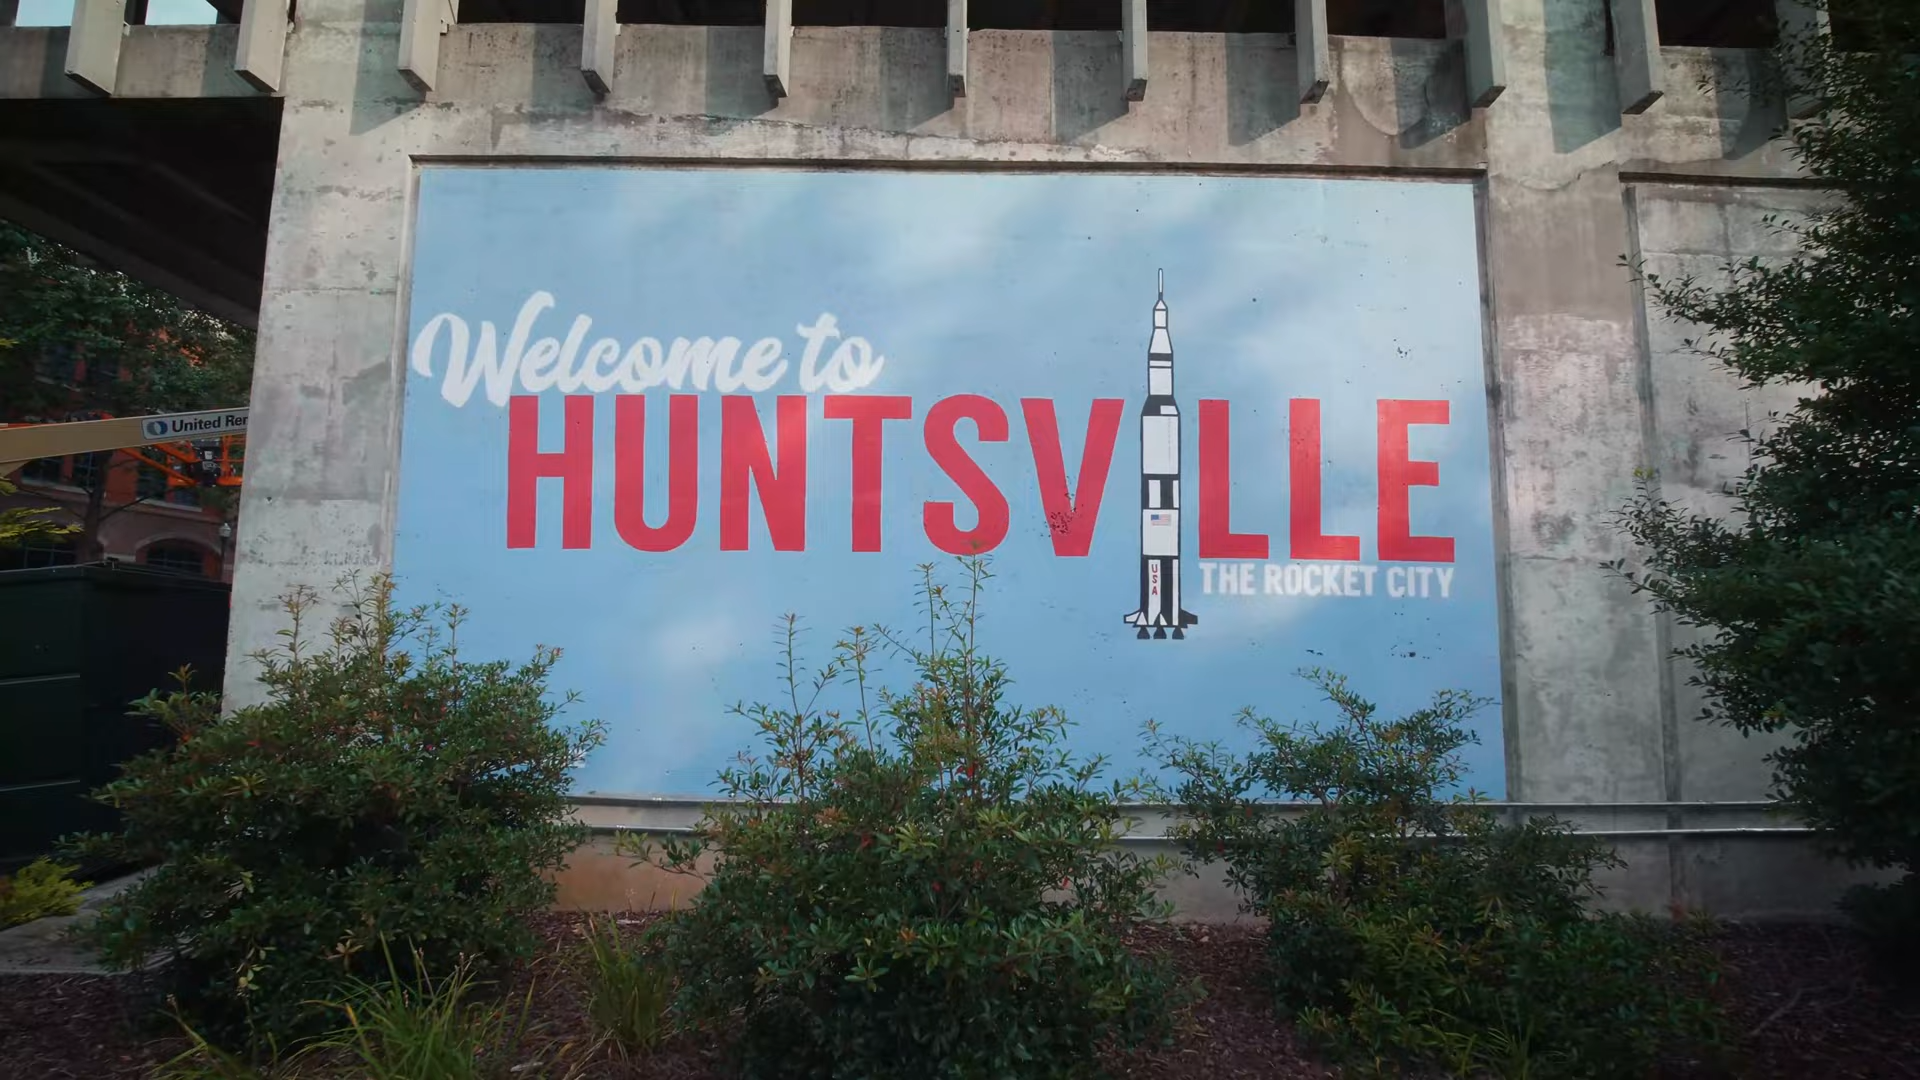 Welcome to
HUNTSVILLE
THE ROCKET CITY
USA
United